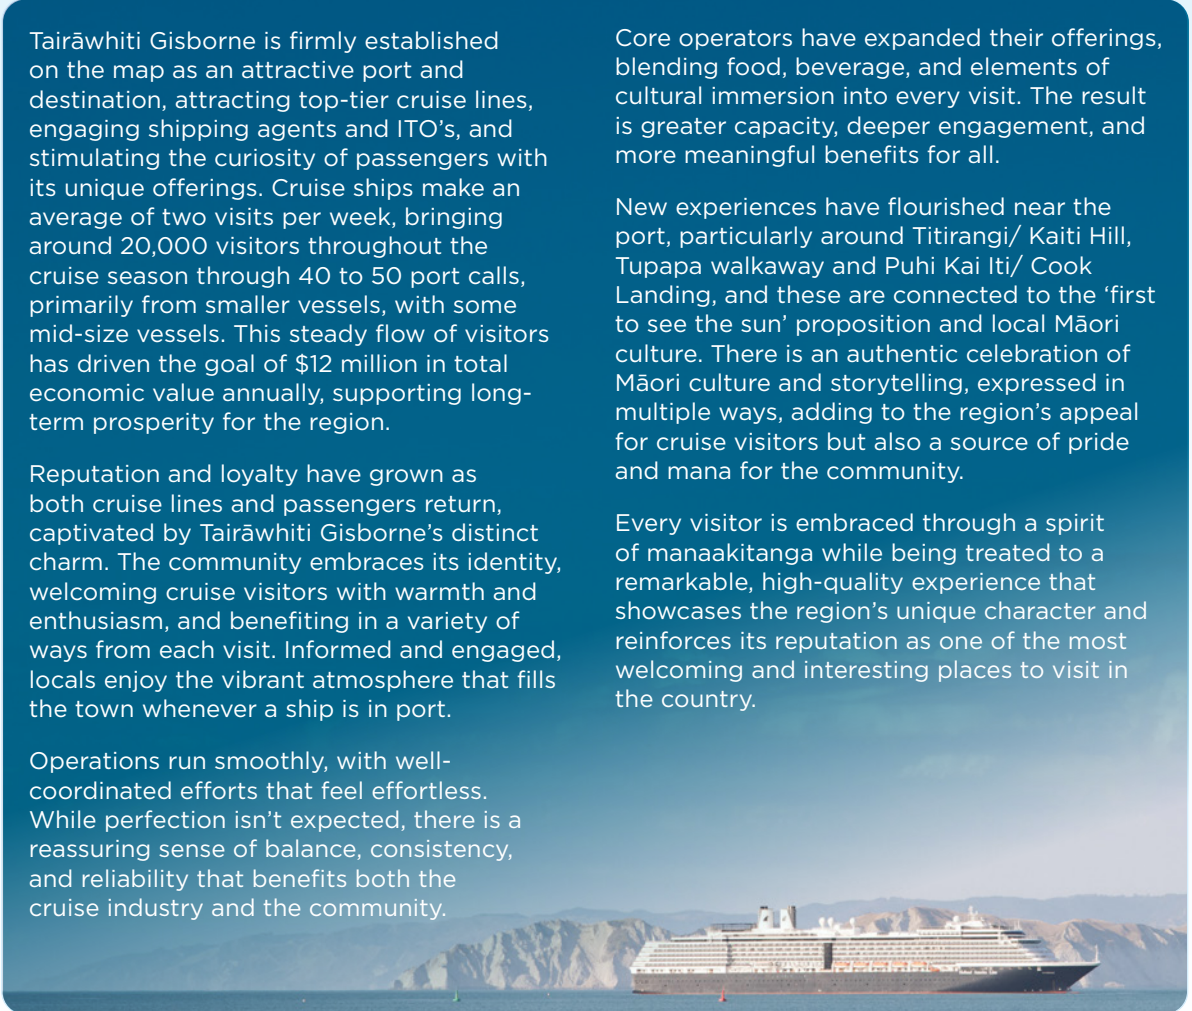 Tairāwhiti Gisborne is firmly established
on the map as an attractive port and
destination, attracting top-tier cruise lines,
engaging shipping agents and ITO's, and
stimulating the curiosity of passengers with
its unique offerings. Cruise ships make an
average of two visits per week, bringing
around 20,000 visitors throughout the
cruise season through 40 to 50 port calls,
primarily from smaller vessels, with some
mid-size vessels. This steady flow of visitors
has driven the goal of $12 million in total
economic value annually, supporting long-
term prosperity for the region.
Reputation and loyalty have grown as
both cruise lines and passengers return,
captivated by Tairāwhiti Gisborne's distinct
charm. The community embraces its identity,
welcoming cruise visitors with warmth and
enthusiasm, and benefiting in a variety of
ways from each visit. Informed and engaged,
locals enjoy the vibrant atmosphere that fills
the town whenever a ship is in port.
Operations run smoothly, with well-
coordinated efforts that feel effortless.
While perfection isn't expected, there is a
reassuring sense of balance, consistency,
and reliability that benefits both the
cruise industry and the community.
Core operators have expanded their offerings,
blending food, beverage, and elements of
cultural immersion into every visit. The result
is greater capacity, deeper engagement, and
more meaningful benefits for all.
New experiences have flourished near the
port, particularly around Titirangi/ Kaiti Hill,
Tupapa walkaway and Puhi Kai Iti/ Cook
Landing, and these are connected to the 'first
to see the sun' proposition and local Māori
culture. There is an authentic celebration of
Māori culture and storytelling, expressed in
multiple ways, adding to the region's appeal
for cruise visitors but also a source of pride
and mana for the community.
Every visitor is embraced through a spirit
of manaakitanga while being treated to a
remarkable, high-quality experience that
showcases the region's unique character and
reinforces its reputation as one of the most
welcoming and interesting places to visit in
the country.